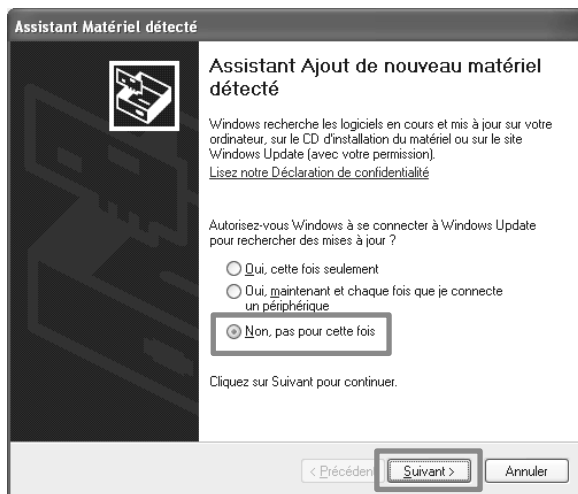 Assistant Matériel détecté
Assistant Ajout de nouveau matériel
détecté
Windows recherche les logiciels en cours et mis à jour sur votre
ordinateur, sur le CD d'installation du matériel ou sur le site
Windows Update (avec votre permission).
Lisez notre Déclaration de confidentialité
Autorisez-vous Windows à se connecter à Windows Update
pour rechercher des mises à jour ?
Oui, cette fois seulement
Oui, maintenant et chaque fois que je connecte
un périphérique
Non, pas pour cette fois
Cliquez sur Suivant pour continuer.
< Précéden Suivant > Annuler